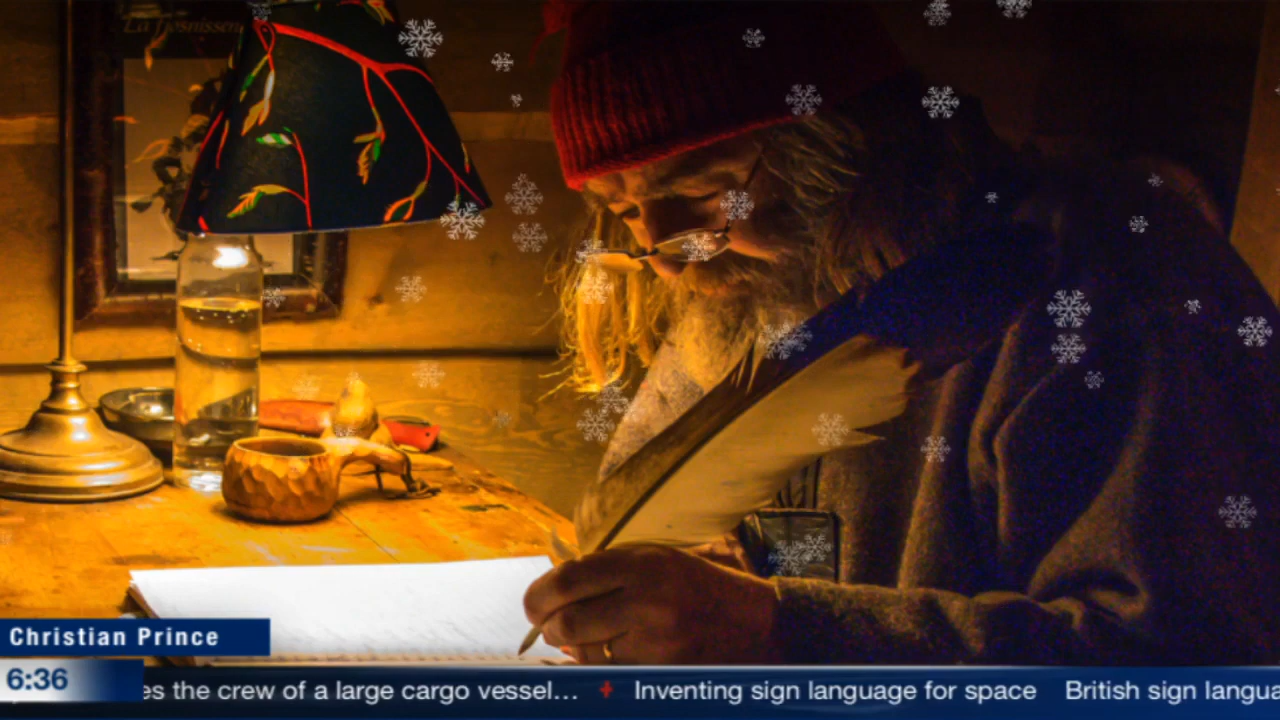 Christian Prince
6:36
es the crew of a large cargo vessel... Inventing sign language for space British sign langua